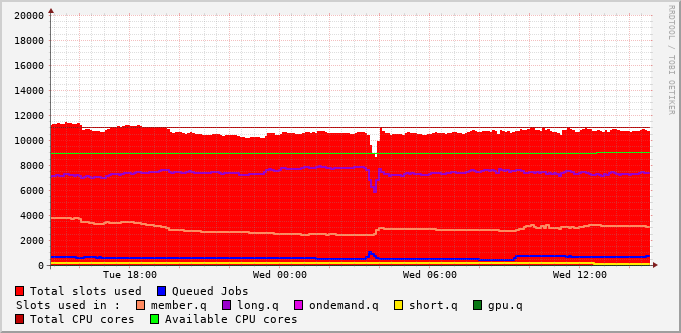 20000
18000
16000
14000
12000
10000
8000
6000
4000
2000
0
Tue 18:00 Wed 00:00 Wed 06:00 Wed 12:00
RRDTOOL / TOBI OETIKER
Total slots used Queued Jobs
Slots used in : member.q long.q ondemand.q short.q gpu.q
Total CPU cores Available CPU cores